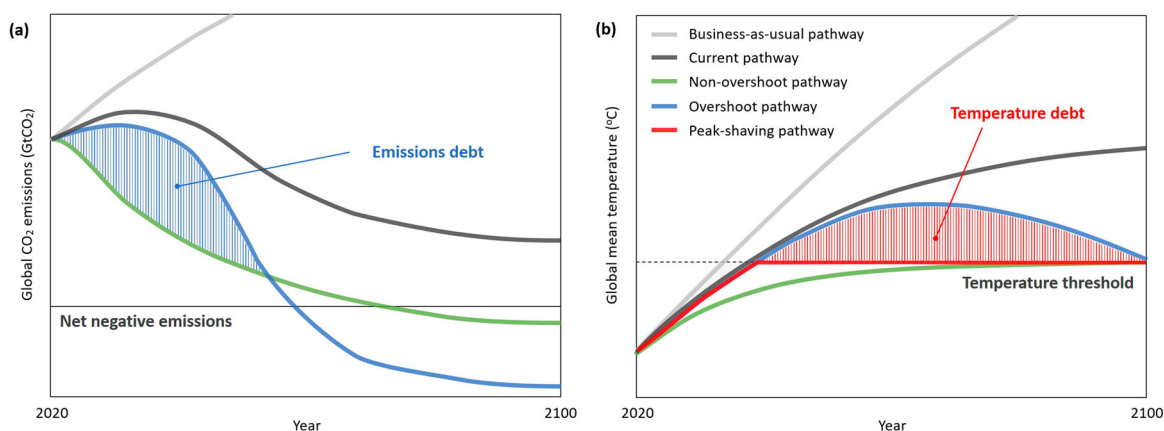 (a)
Global CO₂ emissions (GtCO₂)
Emissions debt
Net negative emissions
2020
2100
Year
(b)
Global mean temperature (°C)
Business-as-usual pathway
Current pathway
Non-overshoot pathway
Overshoot pathway
Peak-shaving pathway
Temperature debt
Temperature threshold
2020
2100
Year